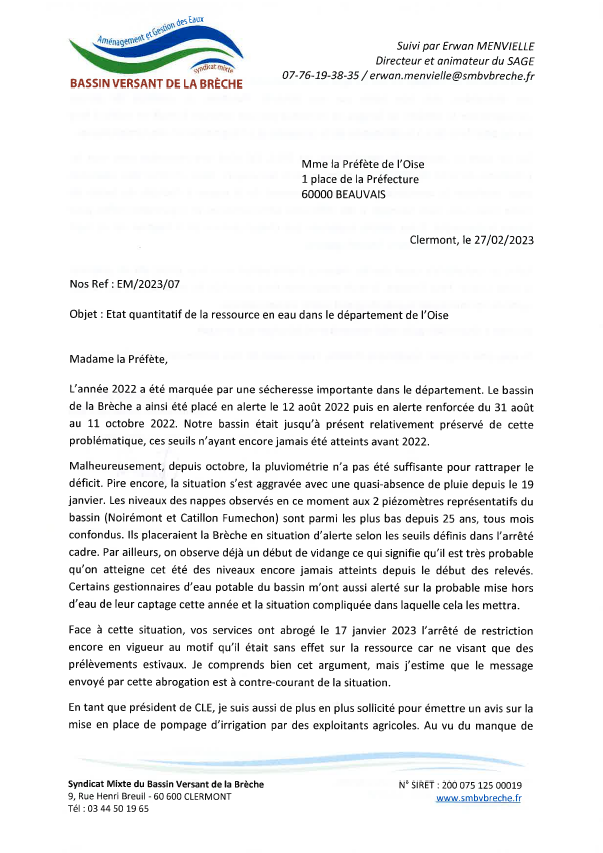 Aménagement et Gestion des Eaux
syndicat mixte
BASSIN VERSANT DE LA BRÈCHE
Suivi par Erwan MENVIELLE
Directeur et animateur du SAGE
07-76-19-38-35 / erwan.menvielle@smbvbreche.fr
Mme la Préfète de l'Oise
1 place de la Préfecture
60000 BEAUVAIS
Clermont, le 27/02/2023
Nos Ref : EM/2023/07
Objet : Etat quantitatif de la ressource en eau dans le département de l'Oise
Madame la Préfète,
L'année 2022 a été marquée par une sécheresse importante dans le département. Le bassin
de la Brèche a ainsi été placé en alerte le 12 août 2022 puis en alerte renforcée du 31 août
au 11 octobre 2022. Notre bassin était jusqu'à présent relativement préservé de cette
problématique, ces seuils n'ayant encore jamais été atteints avant 2022.
Malheureusement, depuis octobre, la pluviométrie n'a pas été suffisante pour rattraper le
déficit. Pire encore, la situation s'est aggravée avec une quasi-absence de pluie depuis le 19
janvier. Les niveaux des nappes observés en ce moment aux 2 piézomètres représentatifs du
bassin (Noirémont et Catillon Fumechon) sont parmi les plus bas depuis 25 ans, tous mois
confondus. Ils placeraient la Brèche en situation d'alerte selon les seuils définis dans l'arrêté
cadre. Par ailleurs, on observe déjà un début de vidange ce qui signifie qu'il est très probable
qu'on atteigne cet été des niveaux encore jamais atteints depuis le début des relevés.
Certains gestionnaires d'eau potable du bassin m'ont aussi alerté sur la probable mise hors
d'eau de leur captage cette année et la situation compliquée dans laquelle cela les mettra.
Face à cette situation, vos services ont abrogé le 17 janvier 2023 l'arrêté de restriction
encore en vigueur au motif qu'il était sans effet sur la ressource car ne visant que des
prélèvements estivaux. Je comprends bien cet argument, mais j'estime que le message
envoyé par cette abrogation est à contre-courant de la situation.
En tant que président de CLE, je suis aussi de plus en plus sollicité pour émettre un avis sur la
mise en place de pompage d'irrigation par des exploitants agricoles. Au vu du manque de
Syndicat Mixte du Bassin Versant de la Brèche
9, Rue Henri Breuil - 60 600 CLERMONT
Tél : 03 44 50 19 65
N° SIRET : 200 075 125 00019
www.smbvbreche.fr